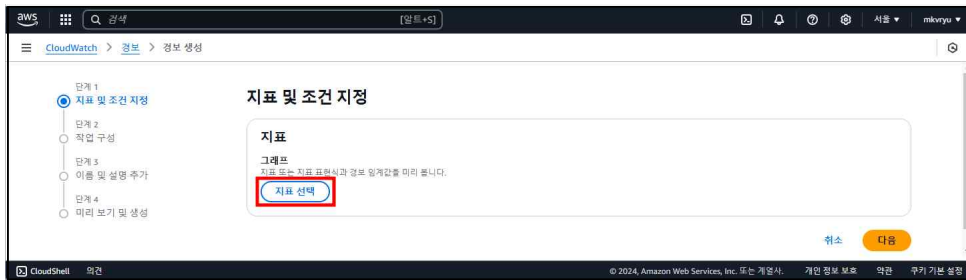 aws 검색 [알트+S] 서울 ▼ mkvryu ▼
CloudWatch > 경보 > 경보 생성
단계 1
지표 및 조건 지정
단계 2
작업 구성
단계 3
이름 및 설명 추가
단계 4
미리 보기 및 생성
지표 및 조건 지정
지표
그래프
지표 또는 지표 표현식과 경보 임계값을 미리 봅니다.
지표 선택
취소 다음
CloudShell 의견 © 2024, Amazon Web Services, Inc. 또는 계열사. 개인 정보 보호 약관 쿠키 기본 설정